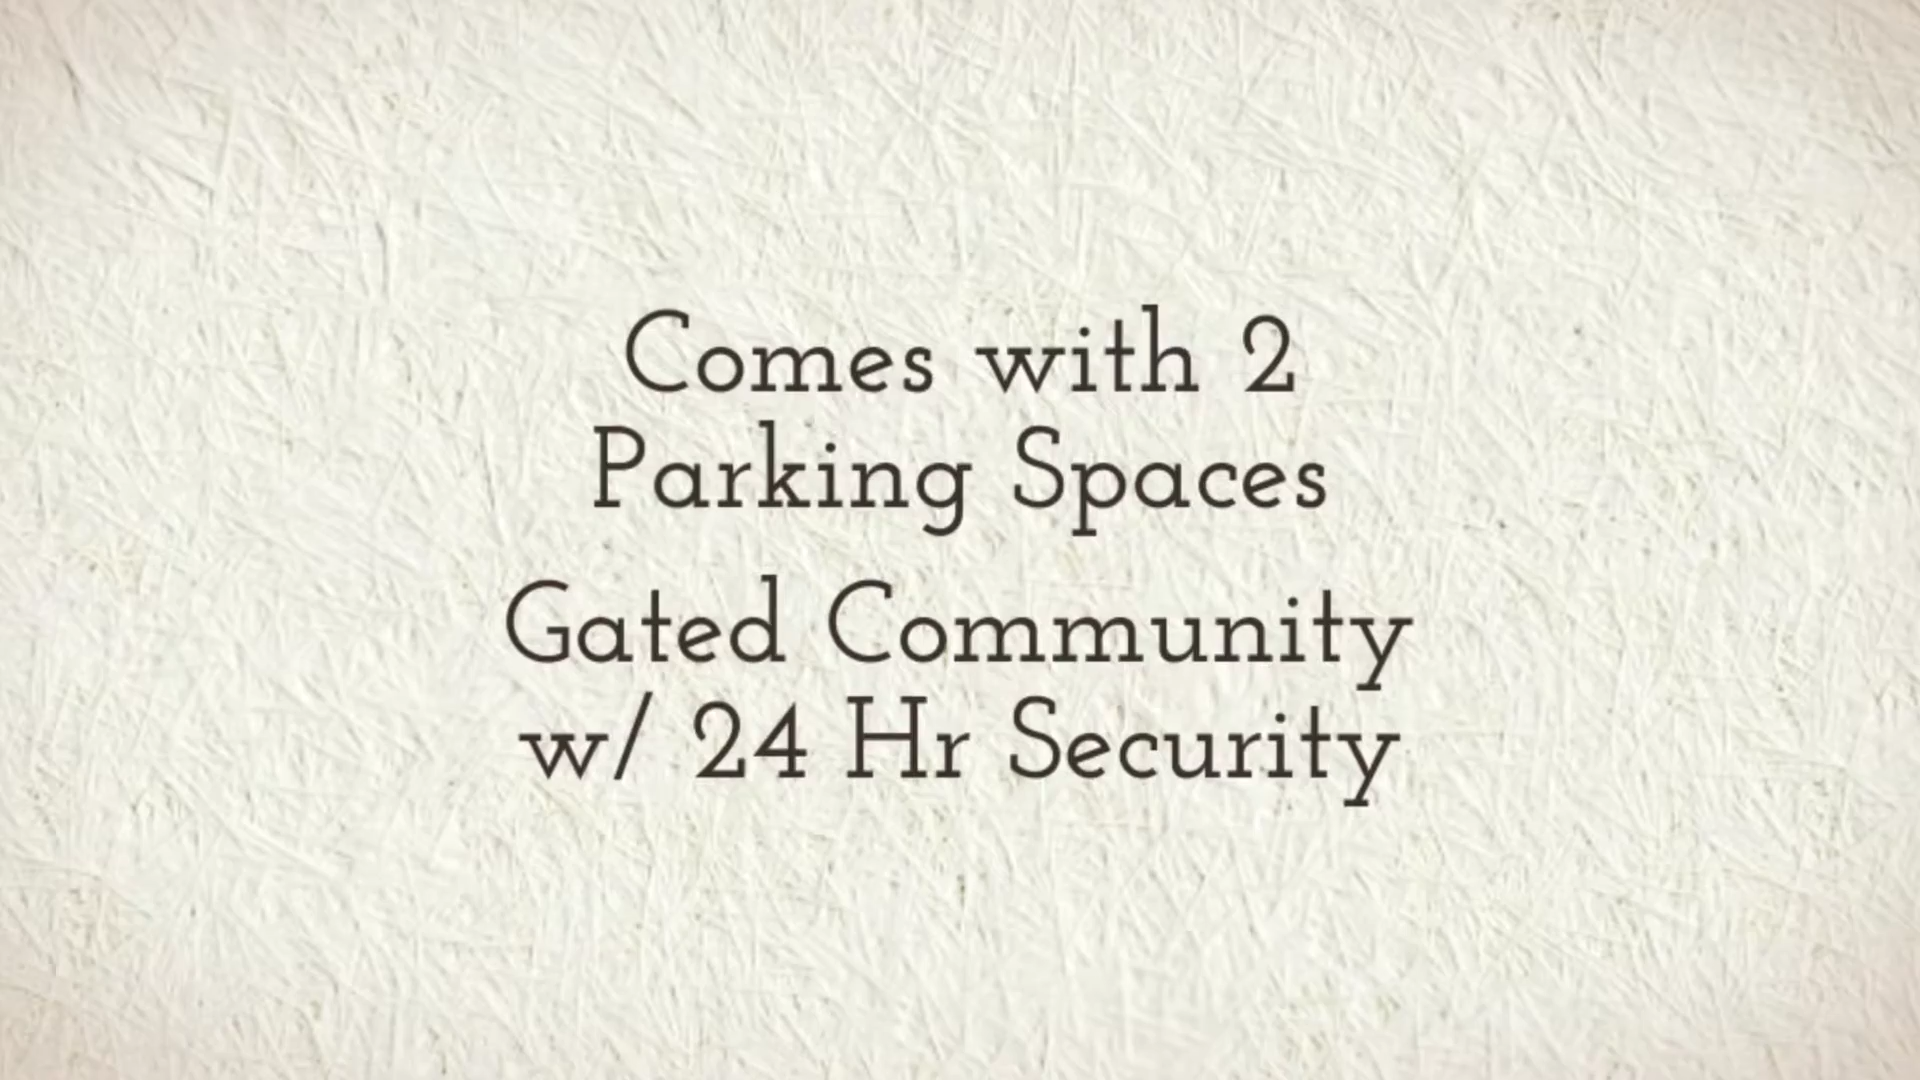 Comes with 2
Parking Spaces
Gated Community
w/ 24 Hr Security